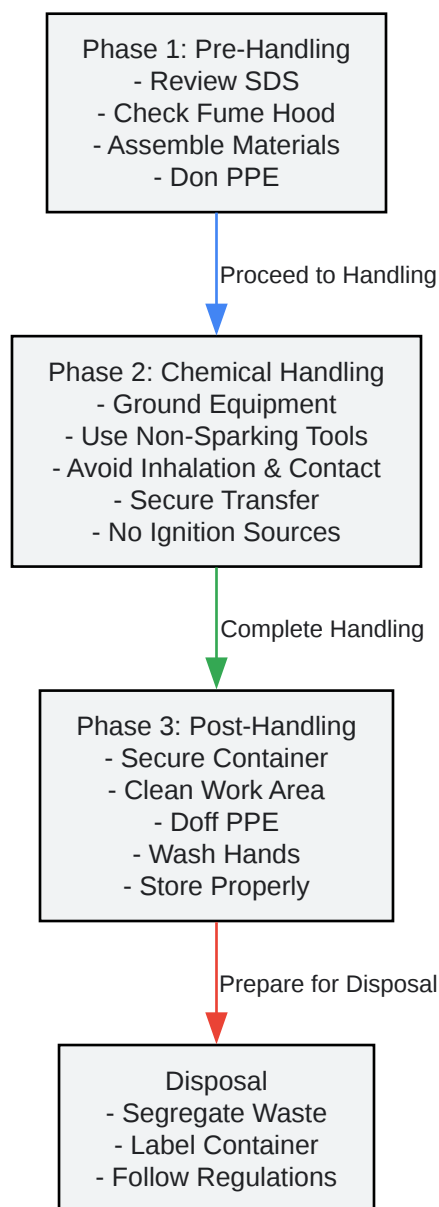 Phase 1: Pre-Handling
- Review SDS
- Check Fume Hood
- Assemble Materials
- Don PPE
Proceed to Handling
Phase 2: Chemical Handling
- Ground Equipment
- Use Non-Sparking Tools
- Avoid Inhalation & Contact
- Secure Transfer
- No Ignition Sources
Complete Handling
Phase 3: Post-Handling
- Secure Container
- Clean Work Area
- Doff PPE
- Wash Hands
- Store Properly
Prepare for Disposal
Disposal
- Segregate Waste
- Label Container
- Follow Regulations